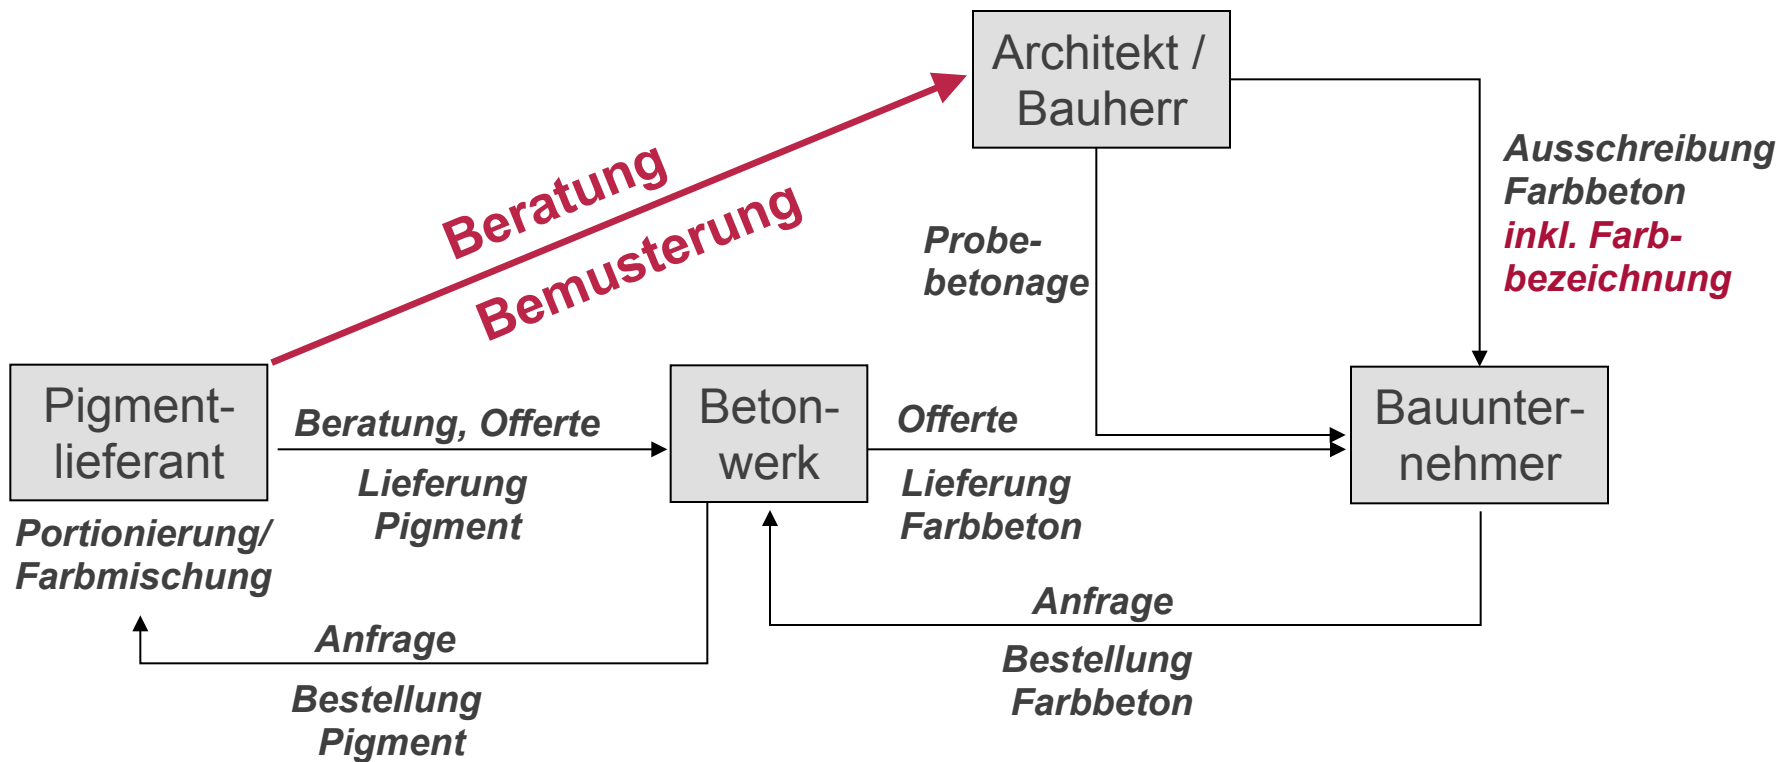 Architekt /
Bauherr
Beratung
Bemusterung
Ausschreibung
Farbbeton
inkl. Farb-
bezeichnung
Probe-
betonage
Pigment-
lieferant
Beratung, Offerte
Lieferung
Pigment
Beton-
werk
Offerte
Lieferung
Farbbeton
Bauunter-
nehmer
Portionierung/
Farbmischung
Anfrage
Bestellung
Pigment
Anfrage
Bestellung
Farbbeton